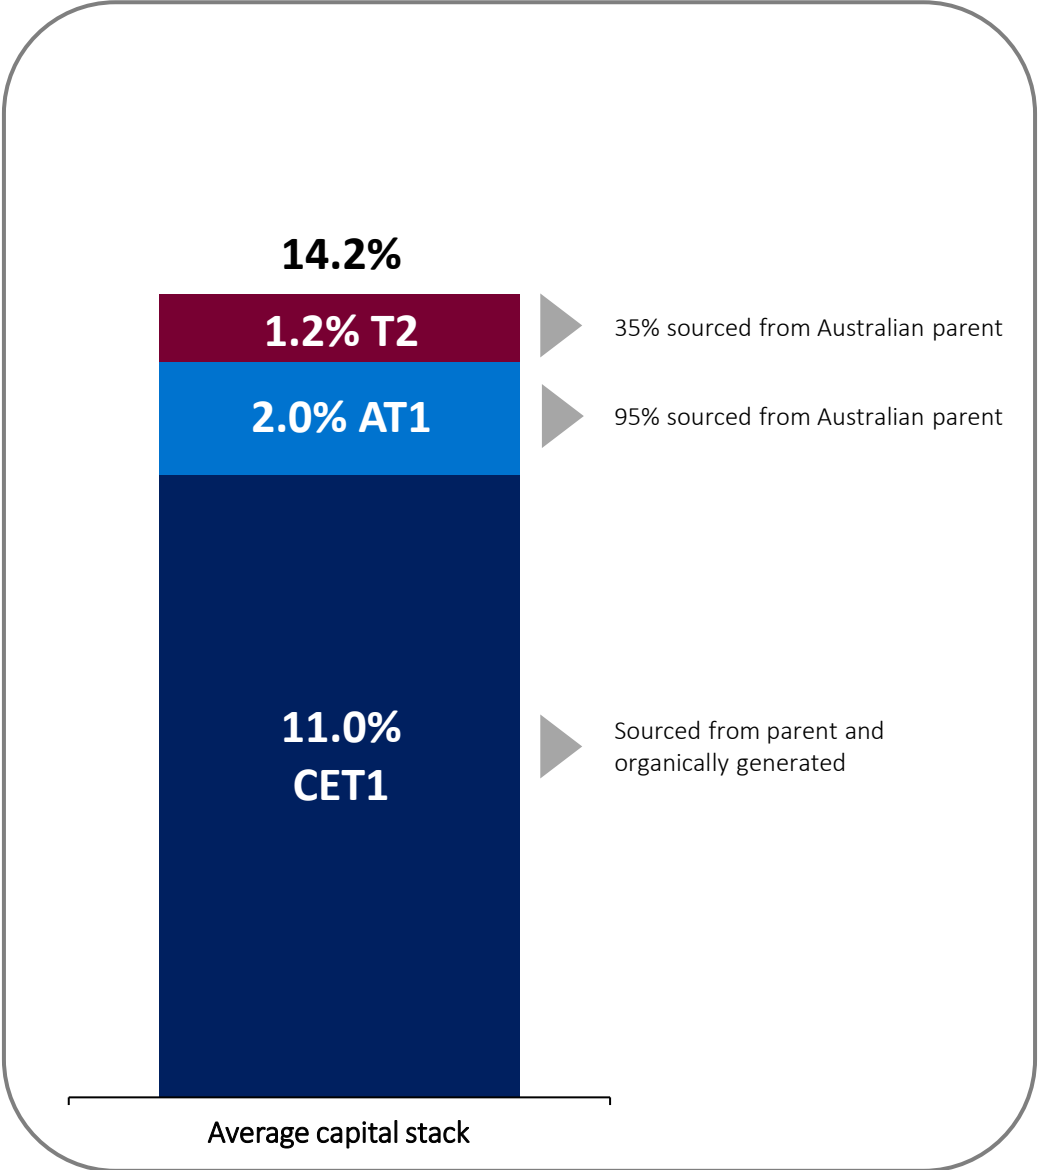 14.2%
1.2% T2
35% sourced from Australian parent
2.0% AT1
95% sourced from Australian parent
11.0%
CET1
Sourced from parent and
organically generated
Average capital stack